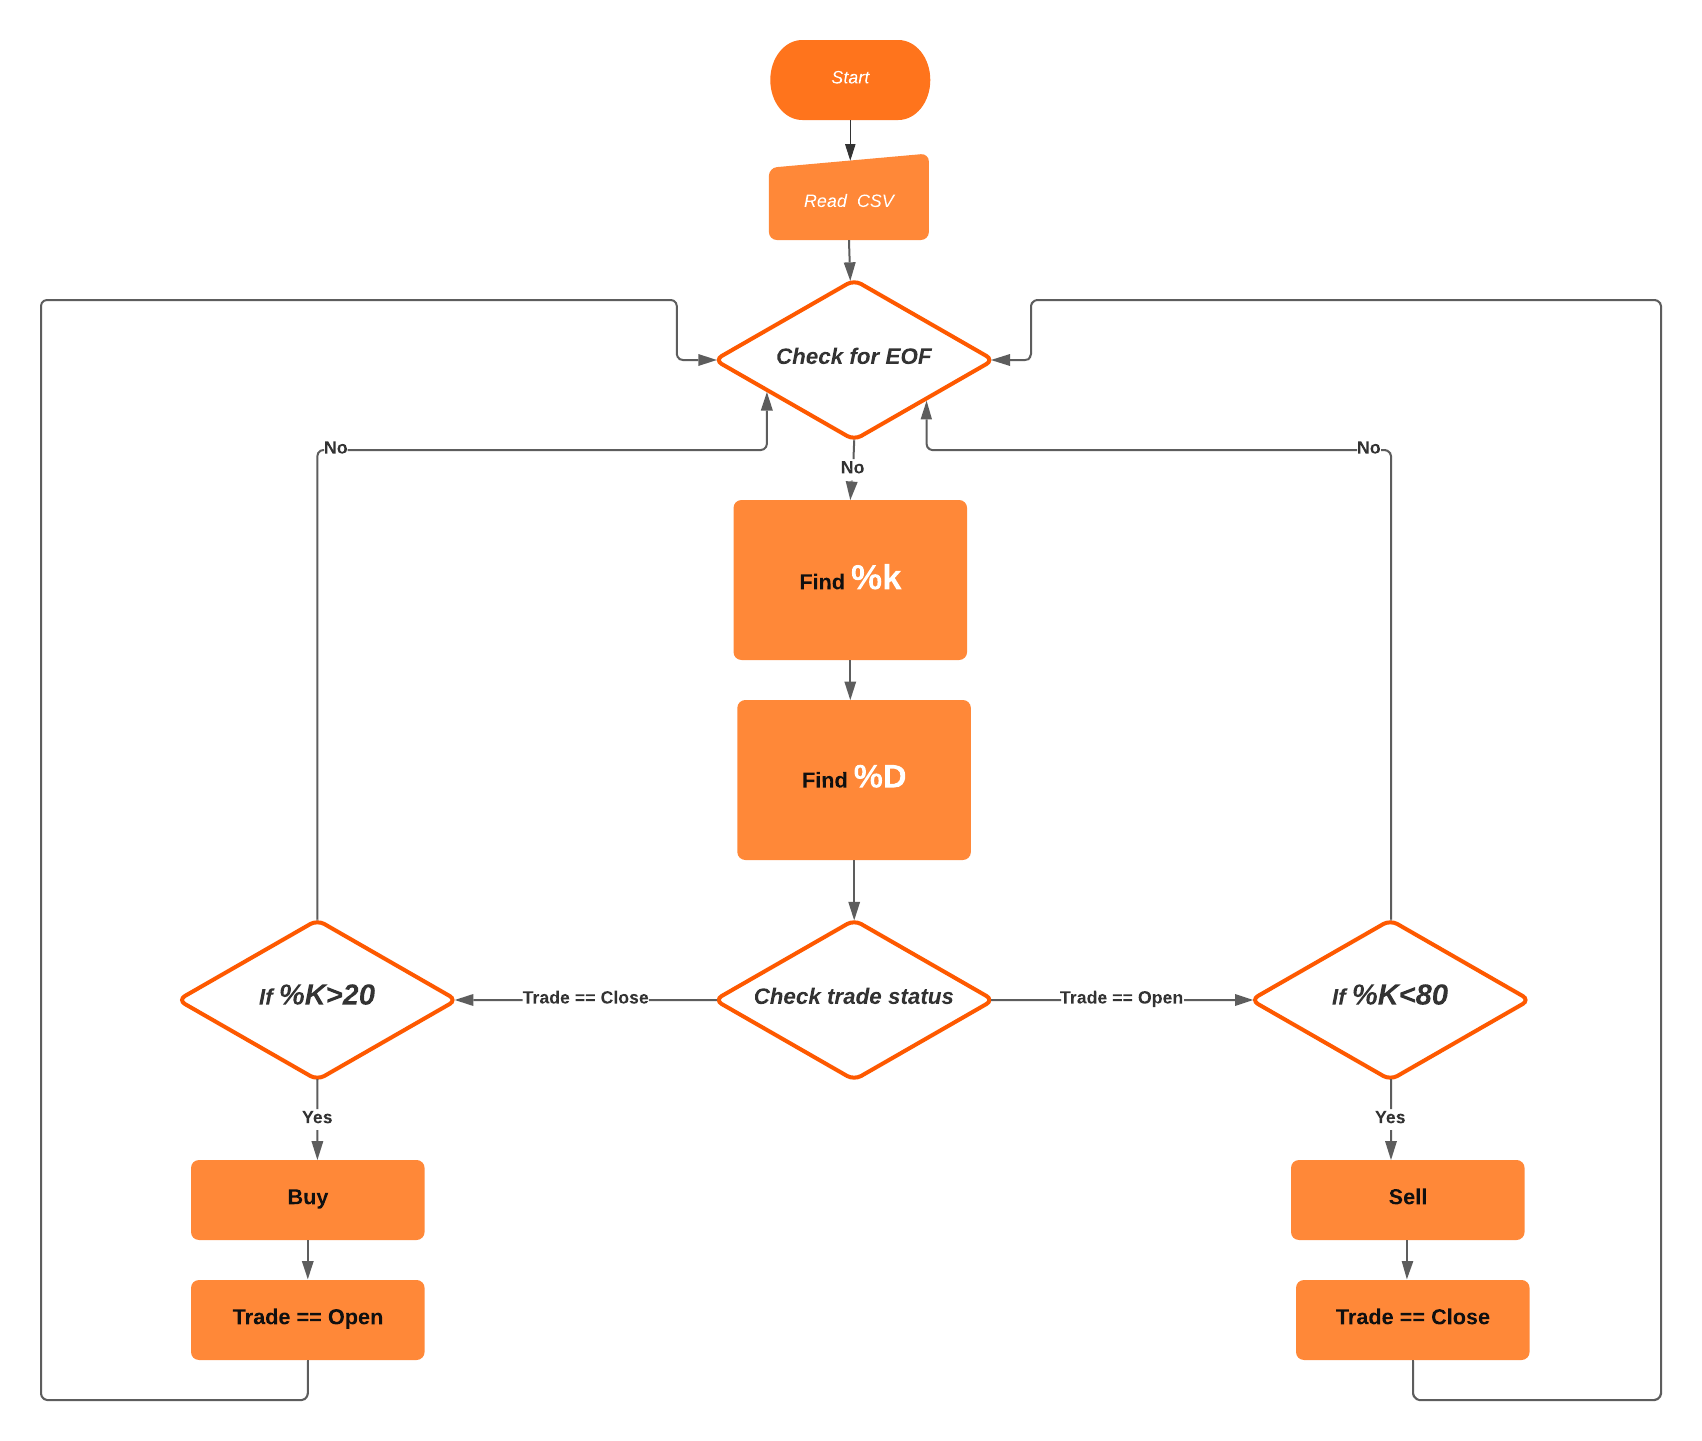 Start
Read CSV
Check for EOF
No
No
No
Find %k
Find %D
If %K>20
Trade == Close
Check trade status
Trade == Open
If %K<80
Yes
Yes
Buy
Sell
Trade == Open
Trade == Close